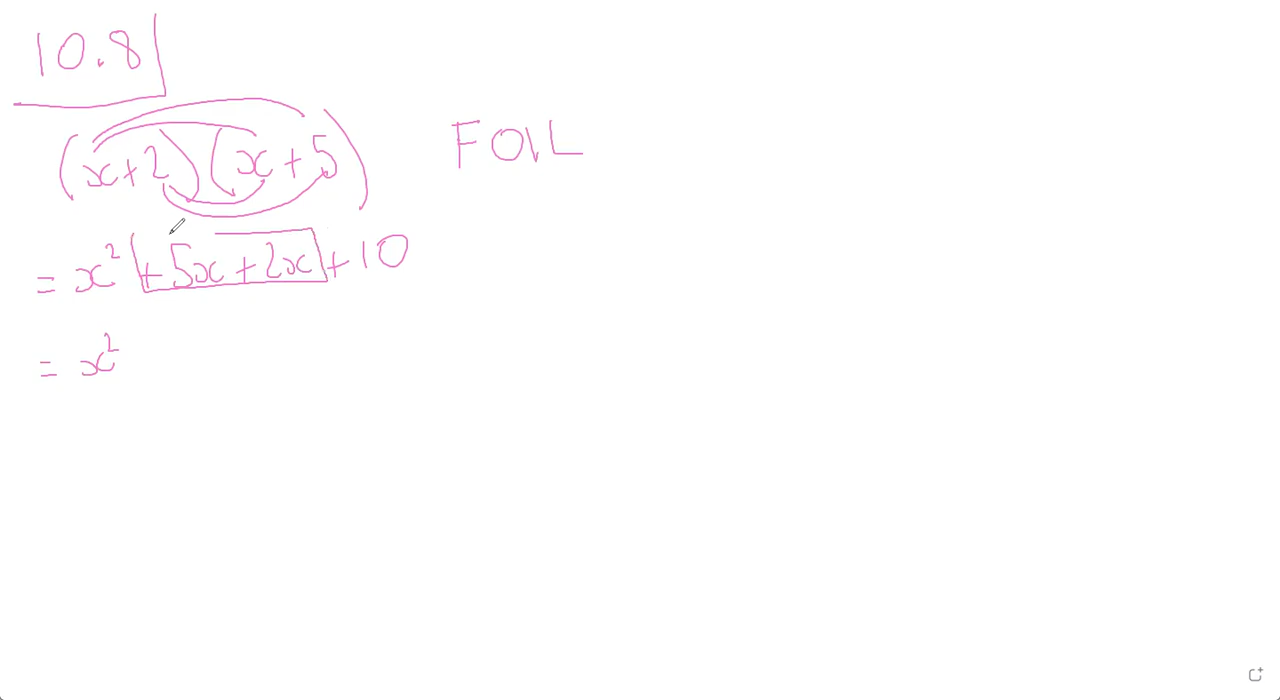 10.8
(x+2)(x+5) FOIL
= x² +5x+2x +10
= x²